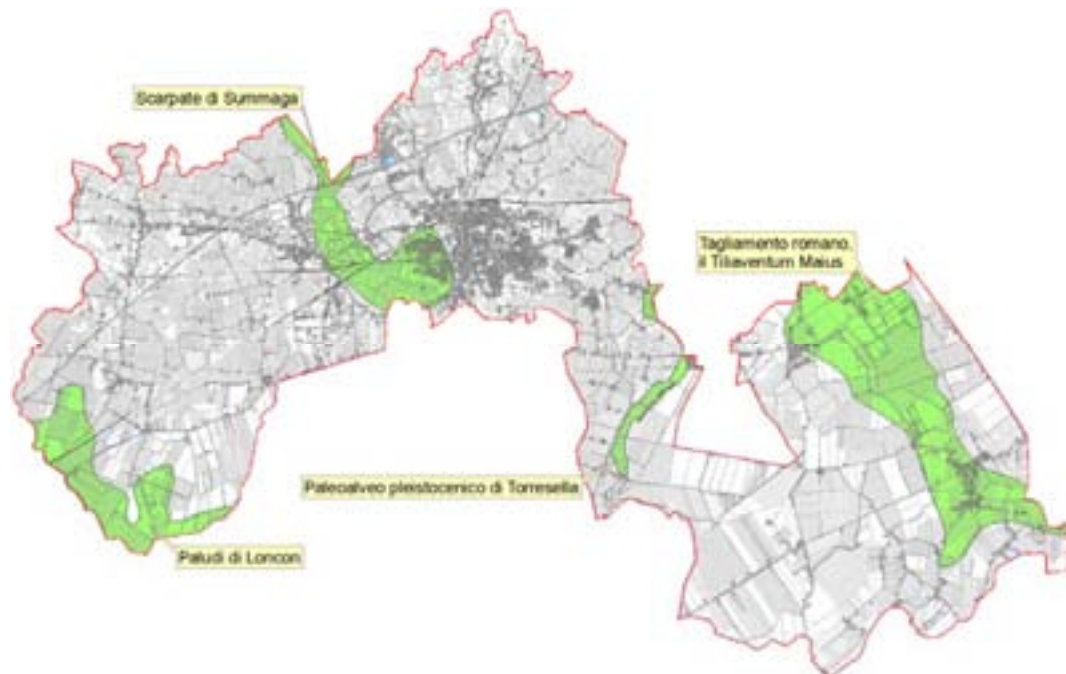 Scarpate di Summaga
Tagliamento romano,
il Tiliaventum Maius
Paleoalveo pleistocenico di Torresella
Paludi di Loncon